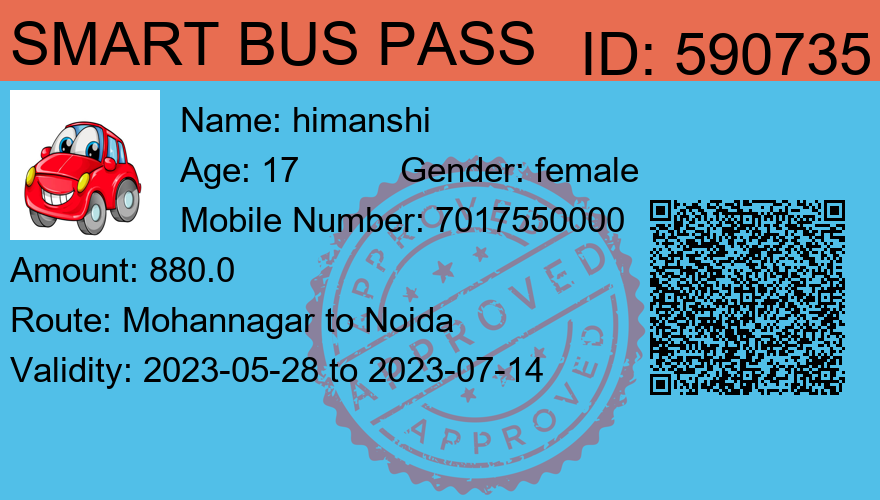 SMART BUS PASS ID: 590735
Name: himanshi
Age: 17 Gender: female
Mobile Number: 7017550000
Amount: 880.0
Route: Mohannagar to Noida
Validity: 2023-05-28 to 2023-07-14
APPROVED
APPROVED
APPROVED